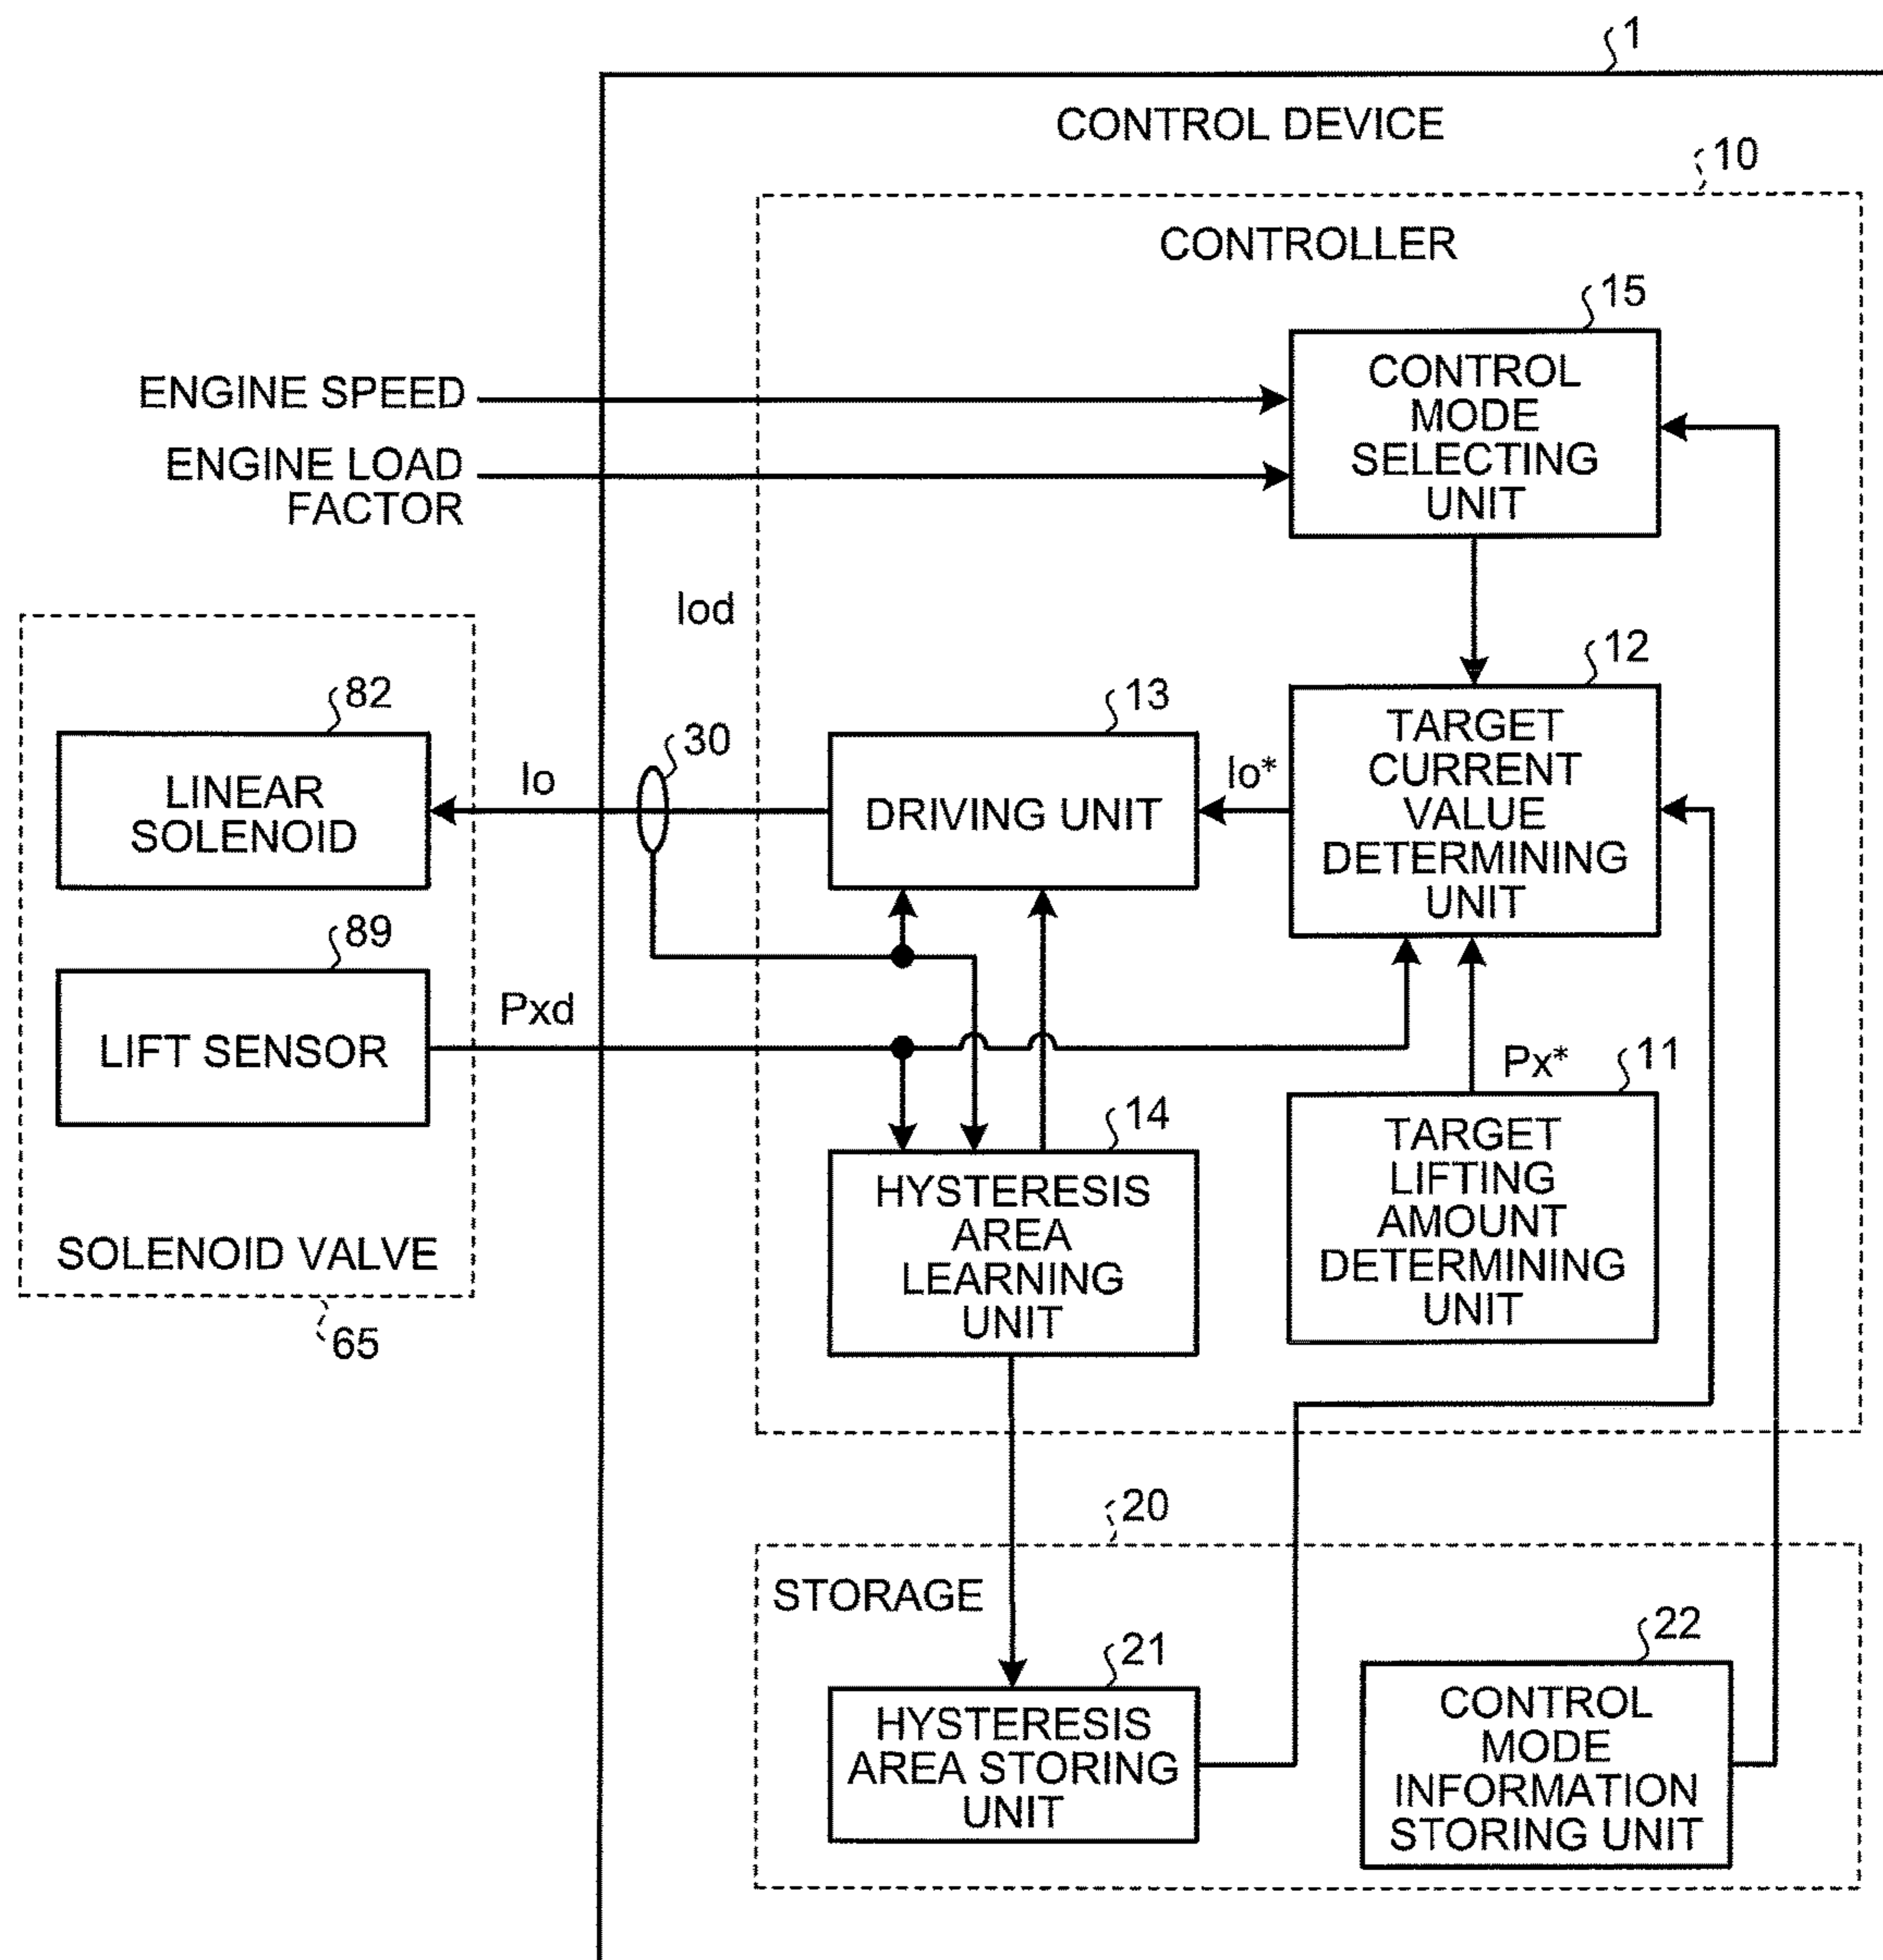 1
CONTROL DEVICE
10
CONTROLLER
15
CONTROL
MODE
SELECTING
UNIT
ENGINE SPEED
ENGINE LOAD
FACTOR
Iod
12
TARGET
CURRENT
VALUE
DETERMINING
UNIT
82
LINEAR
SOLENOID
Io
30
13
DRIVING UNIT
Io*
89
LIFT SENSOR
Pxd
SOLENOID VALVE
65
14
HYSTERESIS
AREA
LEARNING
UNIT
Px*
11
TARGET
LIFTING
AMOUNT
DETERMINING
UNIT
20
STORAGE
21
HYSTERESIS
AREA STORING
UNIT
22
CONTROL
MODE
INFORMATION
STORING UNIT